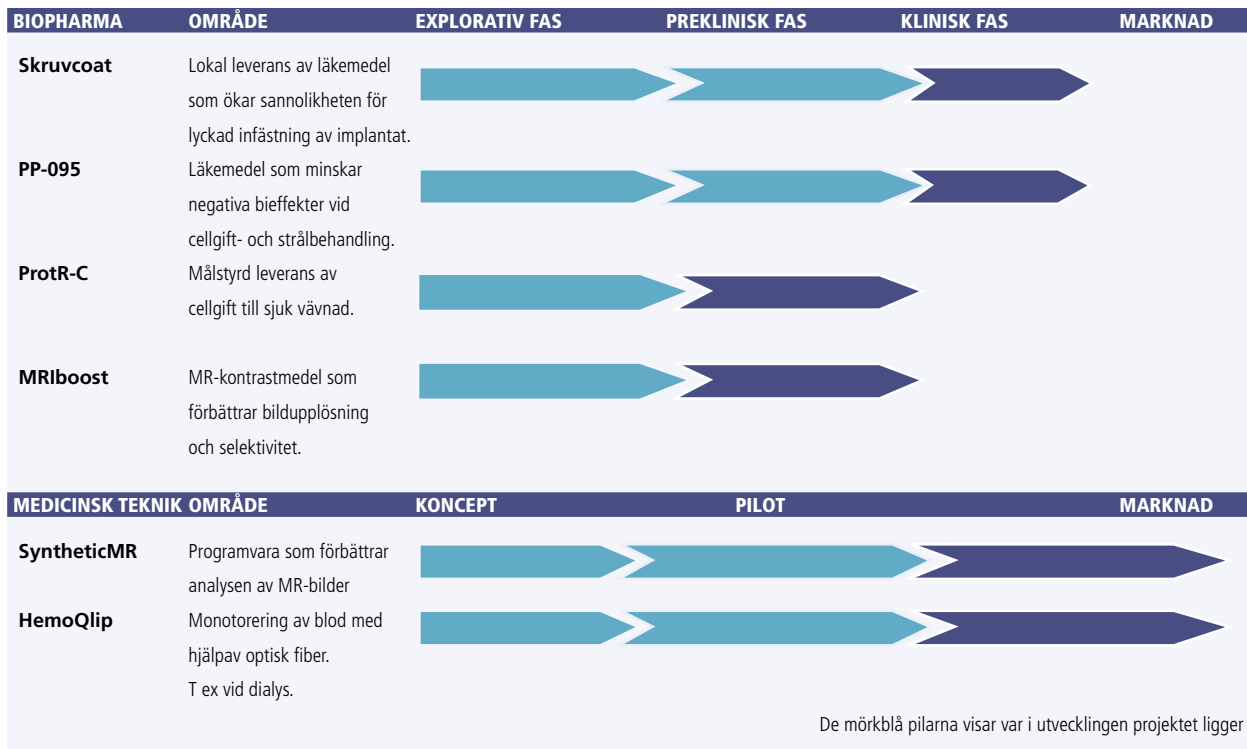 BIOPHARMA OMRÅDE EXPLORATIV FAS PREKLINISK FAS KLINISK FAS MARKNAD
Skruvcoat Lokal leverans av läkemedel
som ökar sannolikheten för
lyckad infästning av implantat.
PP-095 Läkemedel som minskar
negativa bieffekter vid
cellgift- och strålbehandling.
ProtR-C Målstyrd leverans av
cellgift till sjuk vävnad.
MRIboost MR-kontrastmedel som
förbättrar bildupplösning
och selektivitet.
MEDICINSK TEKNIK OMRÅDE KONCEPT PILOT MARKNAD
SyntheticMR Programvara som förbättrar
analysen av MR-bilder
HemoQlip Monotorering av blod med
hjälpav optisk fiber.
T ex vid dialys.
De mörkblå pilarna visar var i utvecklingen projektet ligger